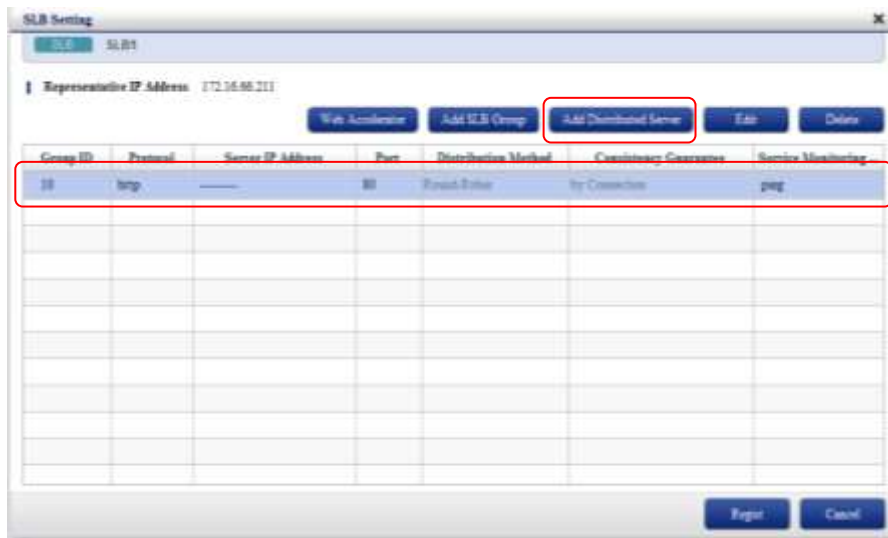 SLB Setting
SLB SLB1
Representative IP Address 172.16.66.211
Web Accelerator Add SLB Group Add Distributed Server Edit Delete
Group ID Protocol Server IP Address Port Distribution Method Consistency Guarantee Service Monitoring ...
10 http -------- 80 Round-Robin by Connection ping
Regist Cancel